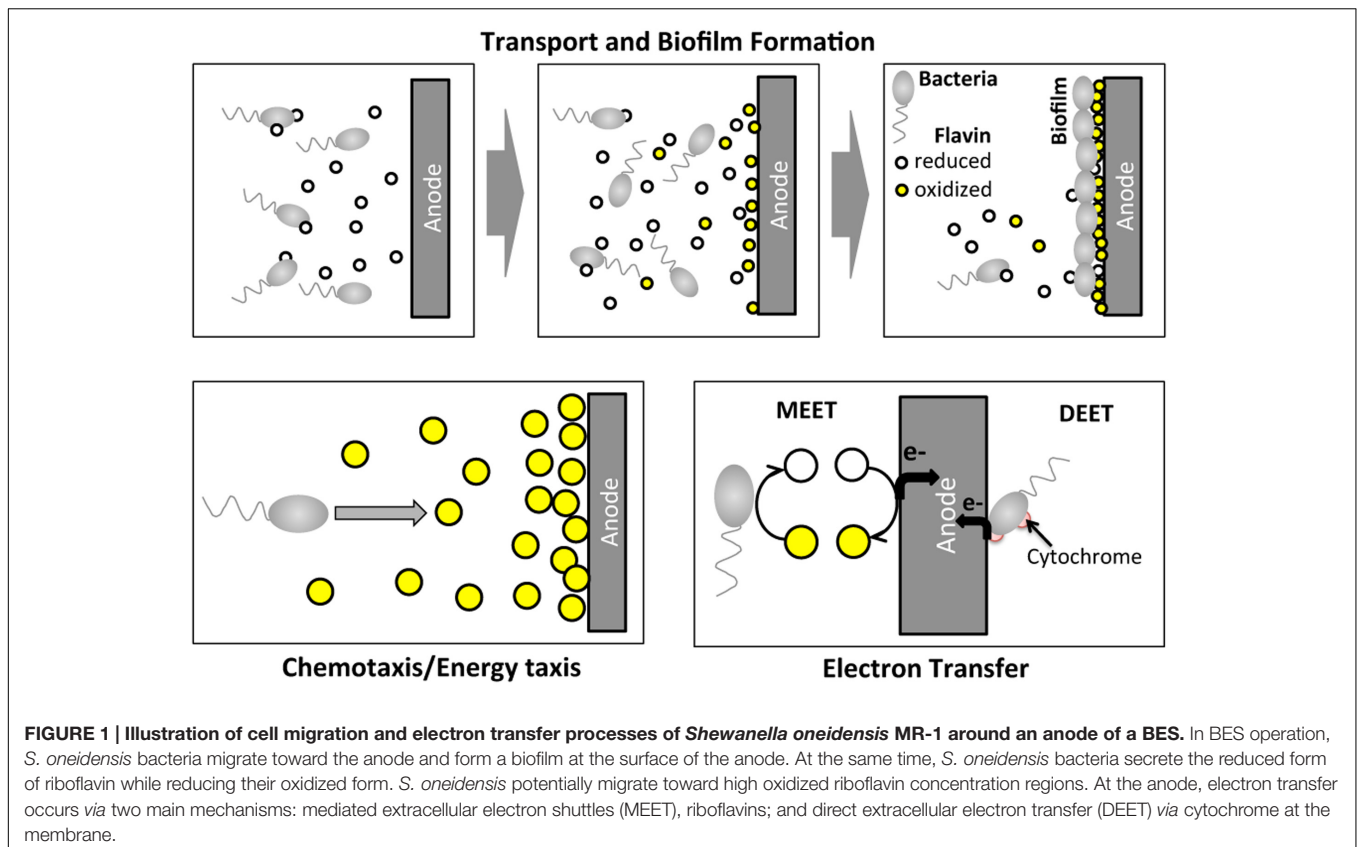 Transport and Biofilm Formation
Anode
Anode
Bacteria
Flavin
reduced
oxidized
Biofilm
Anode
Anode
Chemotaxis/Energy taxis
MEET
DEET
e-
e-
Anode
Cytochrome
Electron Transfer
FIGURE 1 | Illustration of cell migration and electron transfer processes of Shewanella oneidensis MR-1 around an anode of a BES. In BES operation,
S. oneidensis bacteria migrate toward the anode and form a biofilm at the surface of the anode. At the same time, S. oneidensis bacteria secrete the reduced form
of riboflavin while reducing their oxidized form. S. oneidensis potentially migrate toward high oxidized riboflavin concentration regions. At the anode, electron transfer
occurs via two main mechanisms: mediated extracellular electron shuttles (MEET), riboflavins; and direct extracellular electron transfer (DEET) via cytochrome at the
membrane.